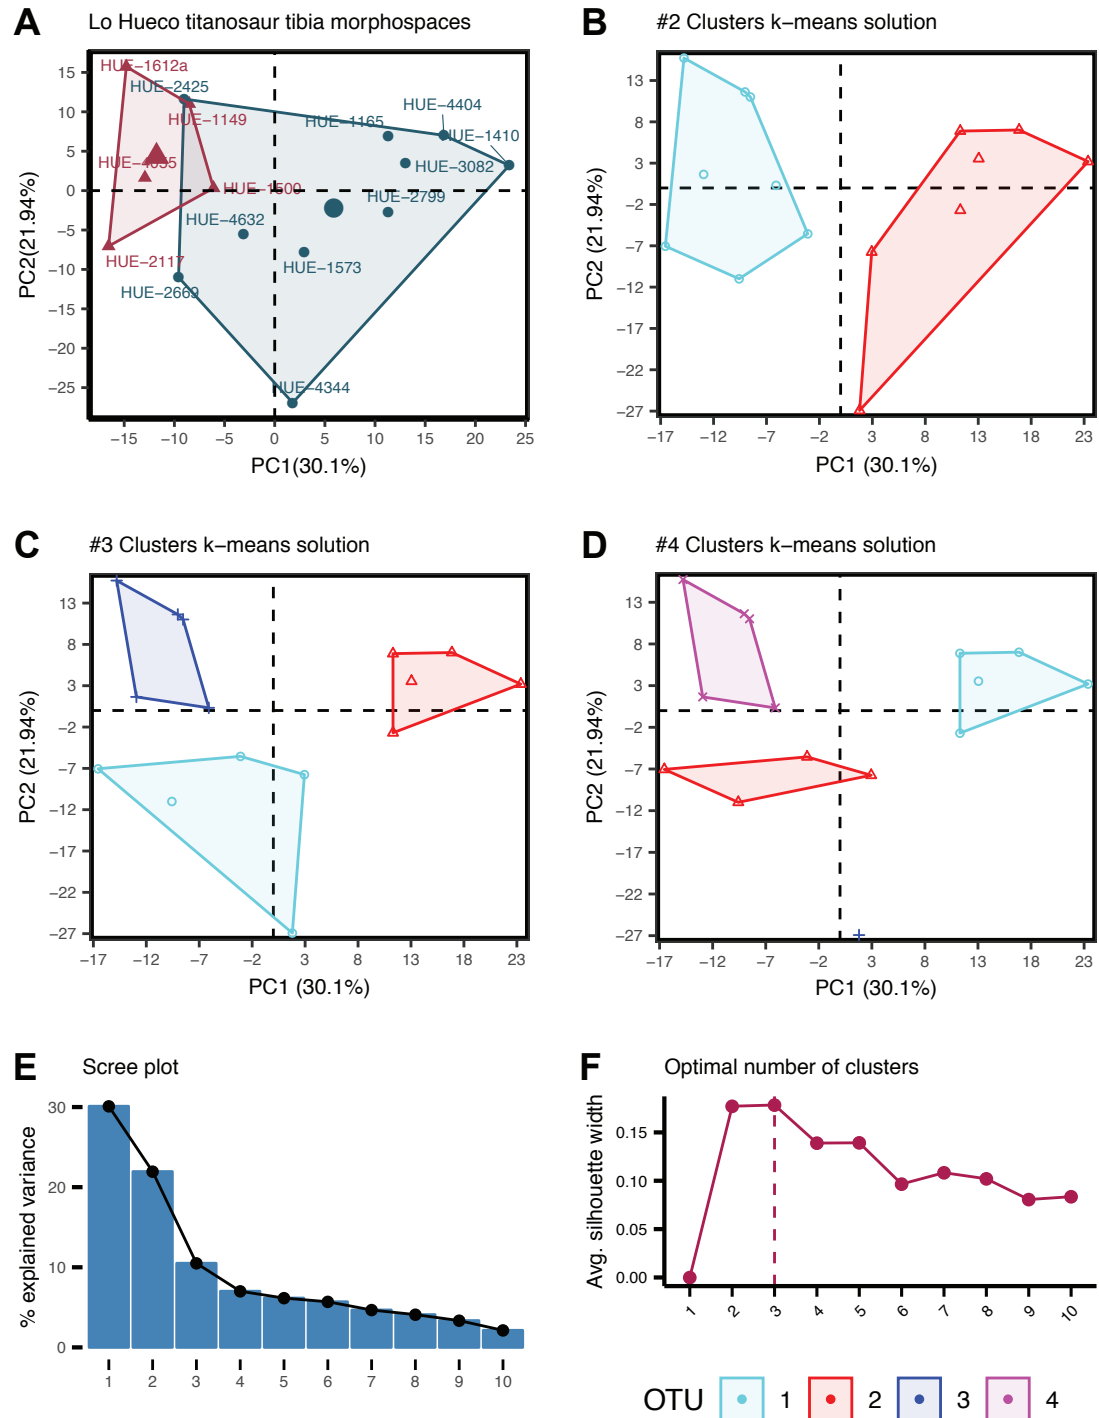 A Lo Hueco titanosaur tibia morphospaces
PC2(21.94%)
15
10
5
0
−5
−10
−15
−20
−25
HUE−1612a
HUE−2425
HUE−1149
HUE−1165
HUE−4404
HUE−1410
HUE−3082
HUE−1500
HUE−2799
HUE−4632
HUE−2117
HUE−1573
HUE−2669
HUE−4344
−15 −10 −5 0 5 10 15 20 25
PC1(30.1%)
B #2 Clusters k−means solution
PC2 (21.94%)
13
8
3
−2
−7
−12
−17
−22
−27
−17 −12 −7 −2 3 8 13 18 23
PC1 (30.1%)
C #3 Clusters k−means solution
PC2 (21.94%)
13
8
3
−2
−7
−12
−17
−22
−27
−17 −12 −7 −2 3 8 13 18 23
PC1 (30.1%)
D #4 Clusters k−means solution
PC2 (21.94%)
13
8
3
−2
−7
−12
−17
−22
−27
−17 −12 −7 −2 3 8 13 18 23
PC1 (30.1%)
E Scree plot
% explained variance
30
20
10
0
1 2 3 4 5 6 7 8 9 10
F Optimal number of clusters
Avg. silhouette width
0.15
0.10
0.05
0.00
1 2 3 4 5 6 7 8 9 10
OTU 1 2 3 4